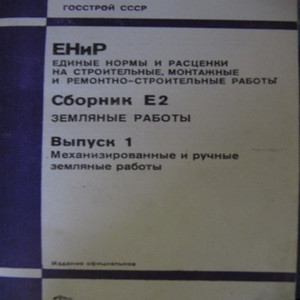 ГОССТРОЙ СССР
ЕНиР
ЕДИНЫЕ НОРМЫ И РАСЦЕНКИ
НА СТРОИТЕЛЬНЫЕ, МОНТАЖНЫЕ
И РЕМОНТНО-СТРОИТЕЛЬНЫЕ РАБОТЫ
Сборник Е2
ЗЕМЛЯНЫЕ РАБОТЫ
Выпуск 1
Механизированные и ручные
земляные работы
Издание официальное